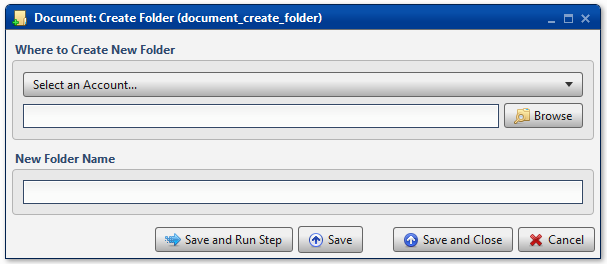 Document: Create Folder (document_create_folder)
Where to Create New Folder
Select an Account...
Browse
New Folder Name
Save and Run Step Save Save and Close Cancel